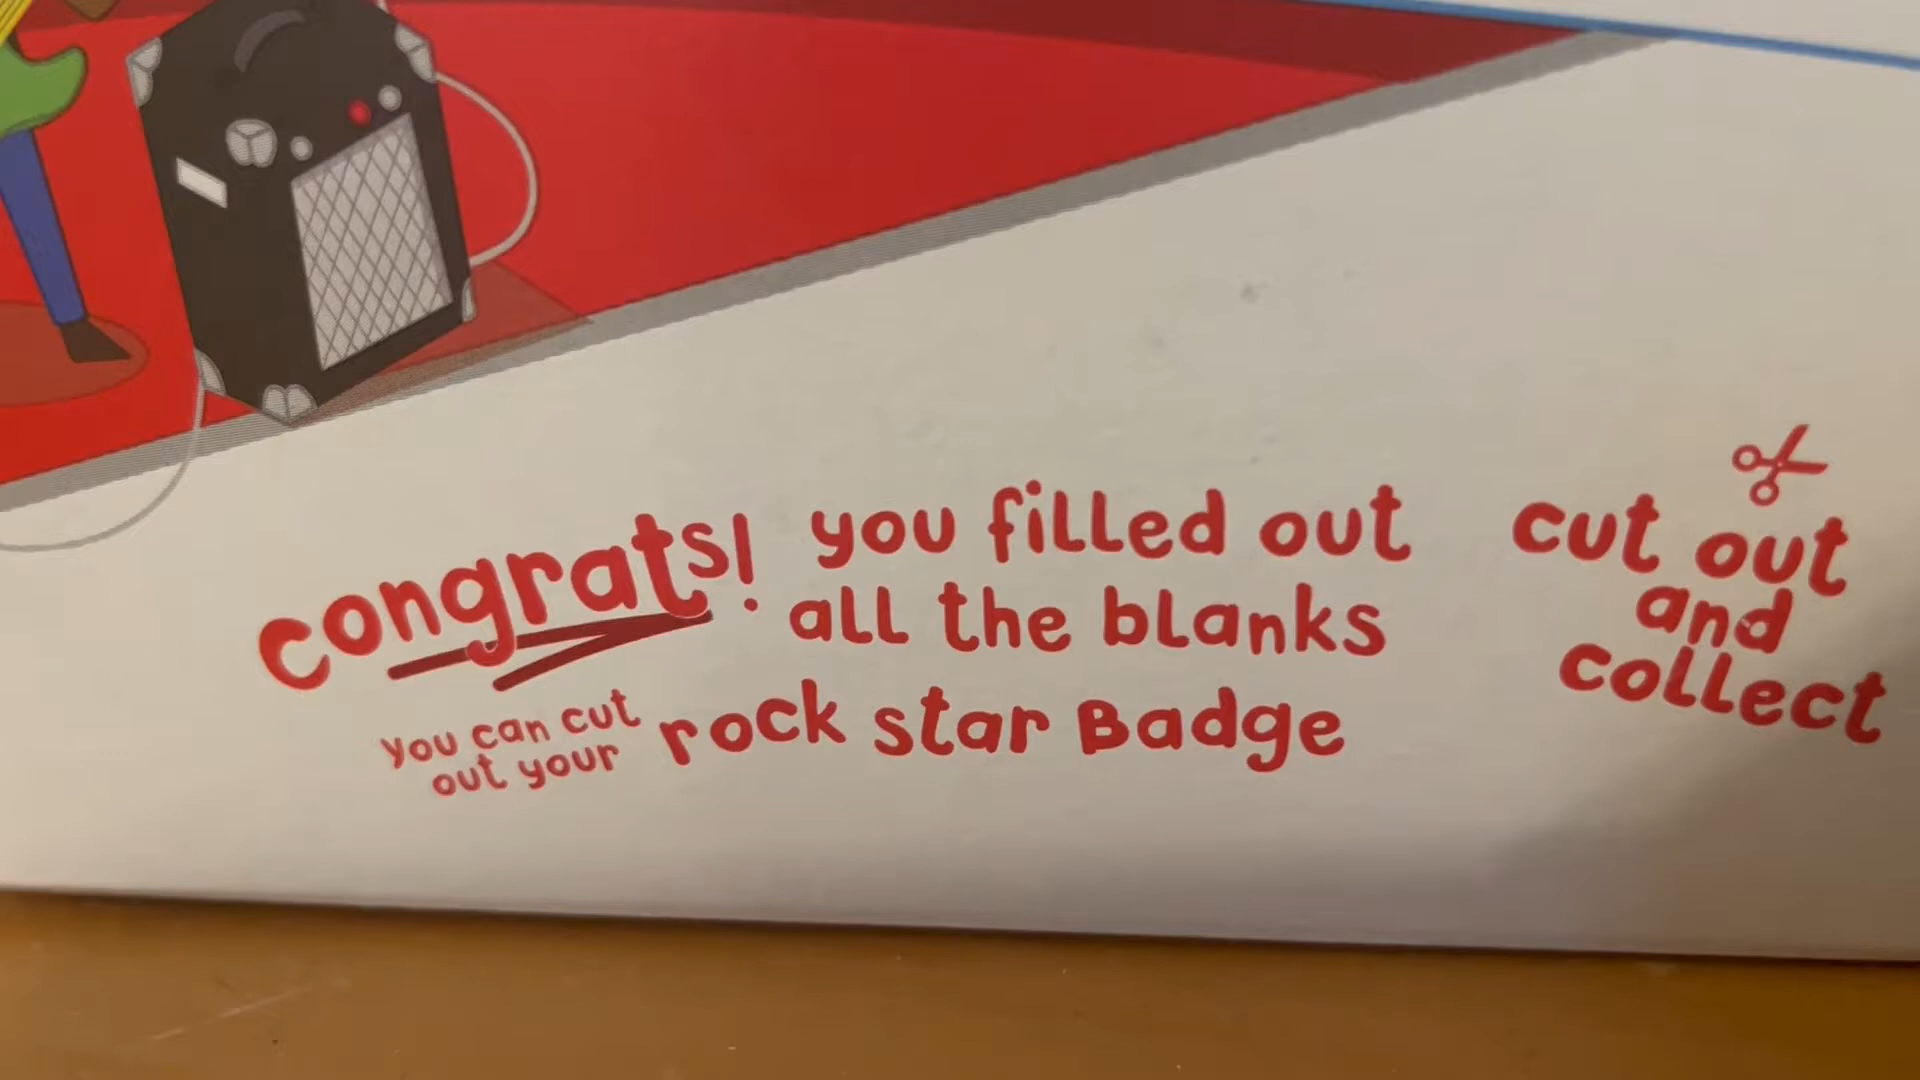 congrats! you filled out
all the blanks
you can cut
out your
rock star Badge
cut out
and
collect